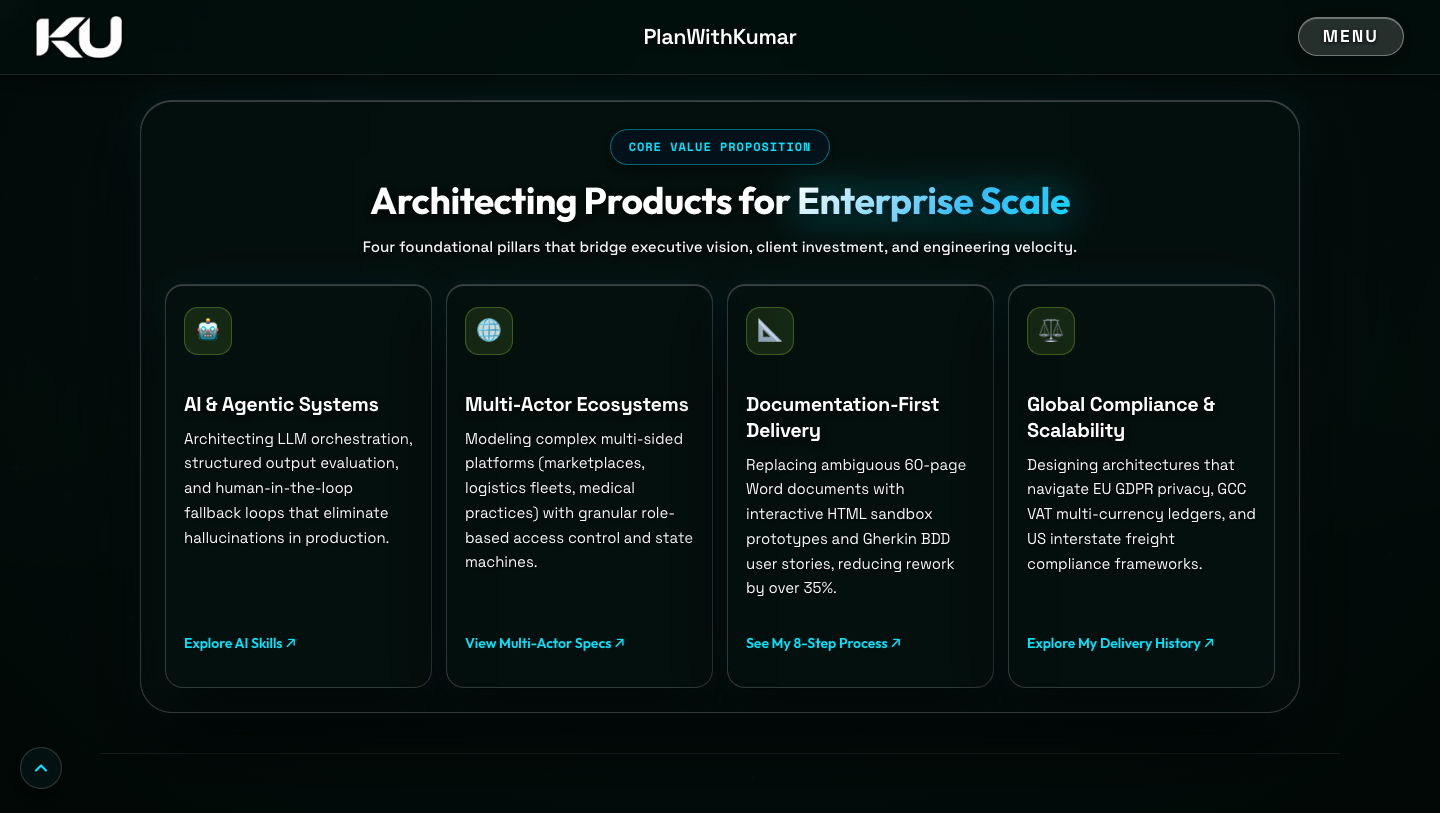 KU
PlanWithKumar
MENU
CORE VALUE PROPOSITION
Architecting Products for Enterprise Scale
Four foundational pillars that bridge executive vision, client investment, and engineering velocity.
AI & Agentic Systems
Architecting LLM orchestration,
structured output evaluation,
and human-in-the-loop
fallback loops that eliminate
hallucinations in production.
Explore AI Skills ↗
Multi-Actor Ecosystems
Modeling complex multi-sided
platforms (marketplaces,
logistics fleets, medical
practices) with granular role-
based access control and state
machines.
View Multi-Actor Specs ↗
Documentation-First
Delivery
Replacing ambiguous 60-page
Word documents with
interactive HTML sandbox
prototypes and Gherkin BDD
user stories, reducing rework
by over 35%.
See My 8-Step Process ↗
Global Compliance &
Scalability
Designing architectures that
navigate EU GDPR privacy, GCC
VAT multi-currency ledgers, and
US interstate freight
compliance frameworks.
Explore My Delivery History ↗